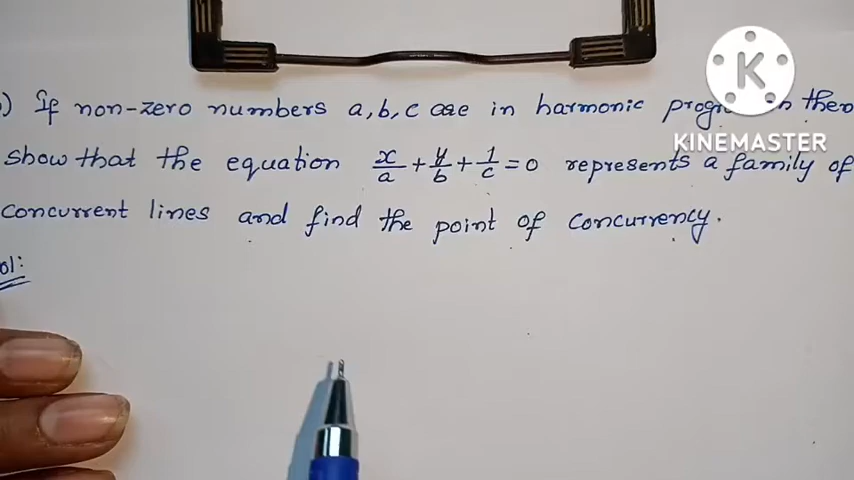 ) If non-zero numbers a, b, c are in harmonic then
show that the equation x/a + y/b + 1/c = 0 represents a family of
concurrent lines and find the point of concurrency.
ol:
K
KINEMASTER